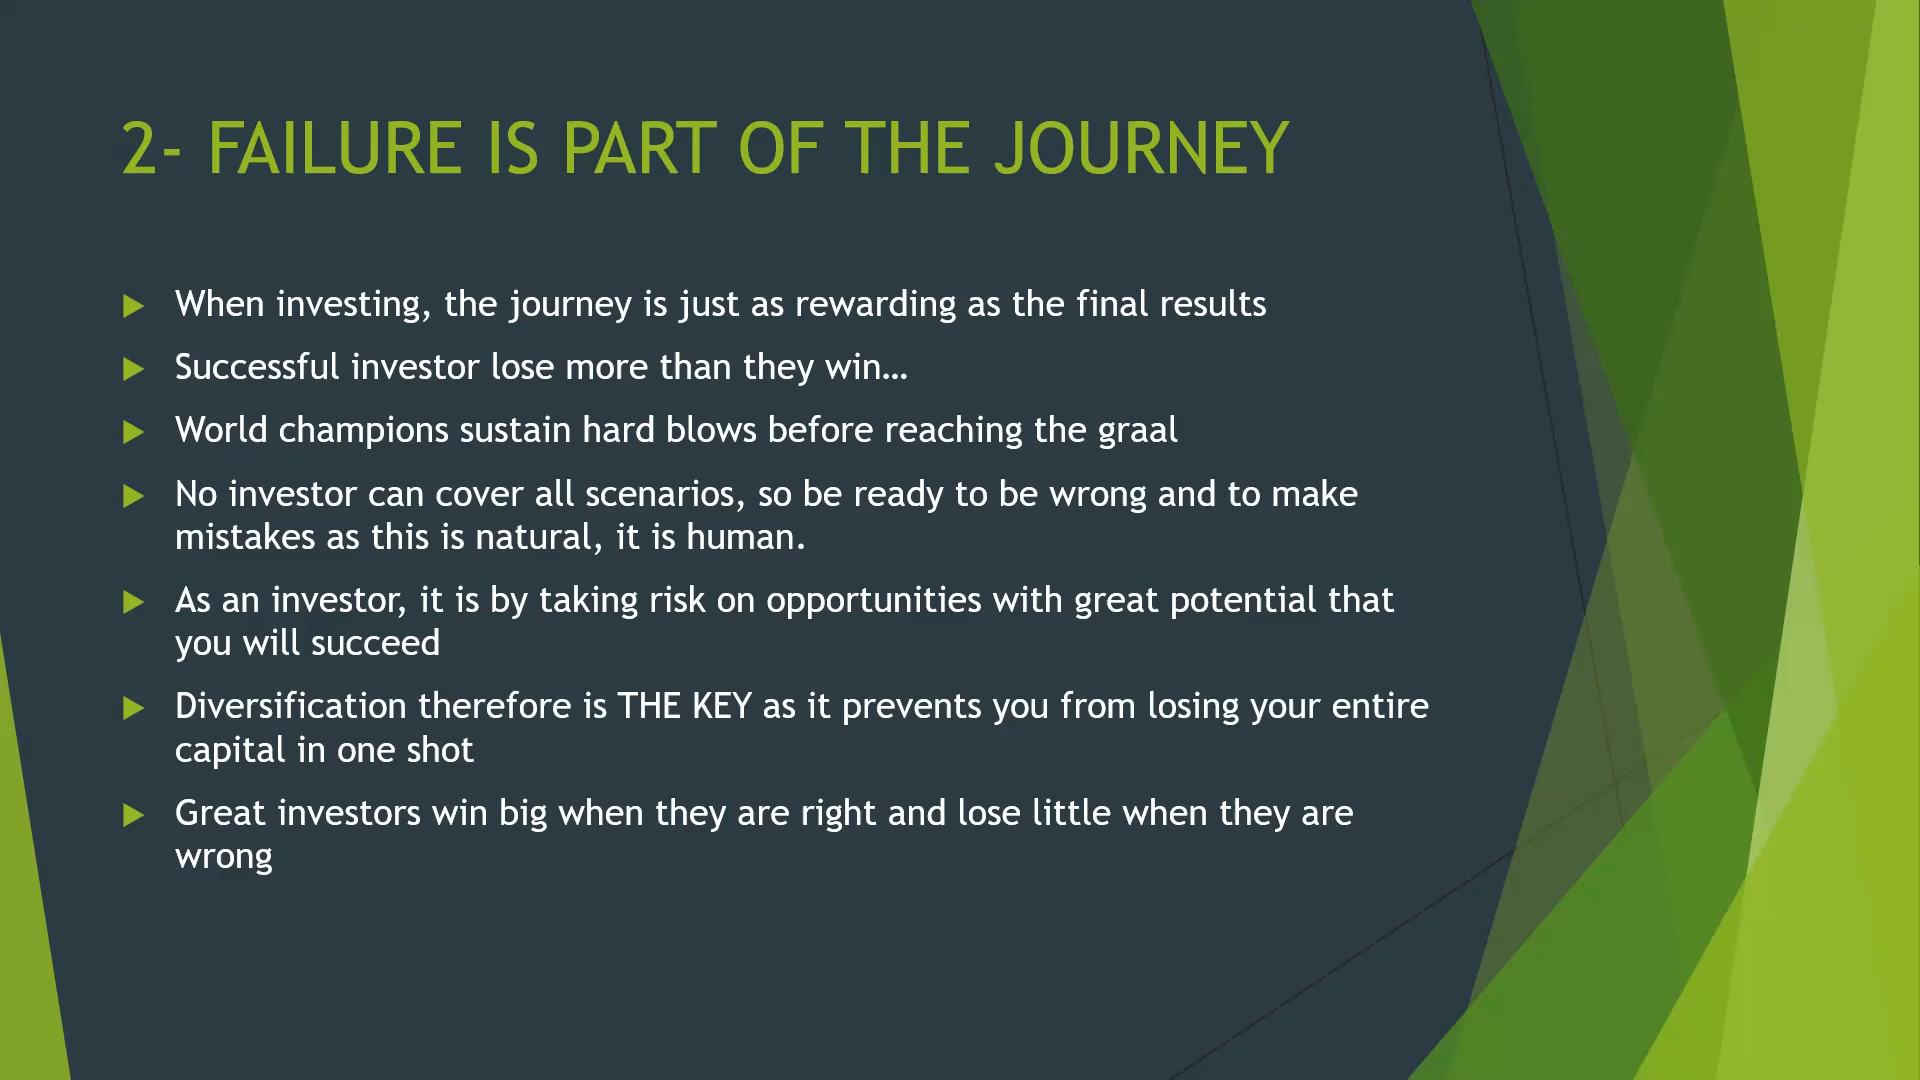 2- FAILURE IS PART OF THE JOURNEY
When investing, the journey is just as rewarding as the final results
Successful investor lose more than they win…
World champions sustain hard blows before reaching the graal
No investor can cover all scenarios, so be ready to be wrong and to make
mistakes as this is natural, it is human.
As an investor, it is by taking risk on opportunities with great potential that
you will succeed
Diversification therefore is THE KEY as it prevents you from losing your entire
capital in one shot
Great investors win big when they are right and lose little when they are
wrong